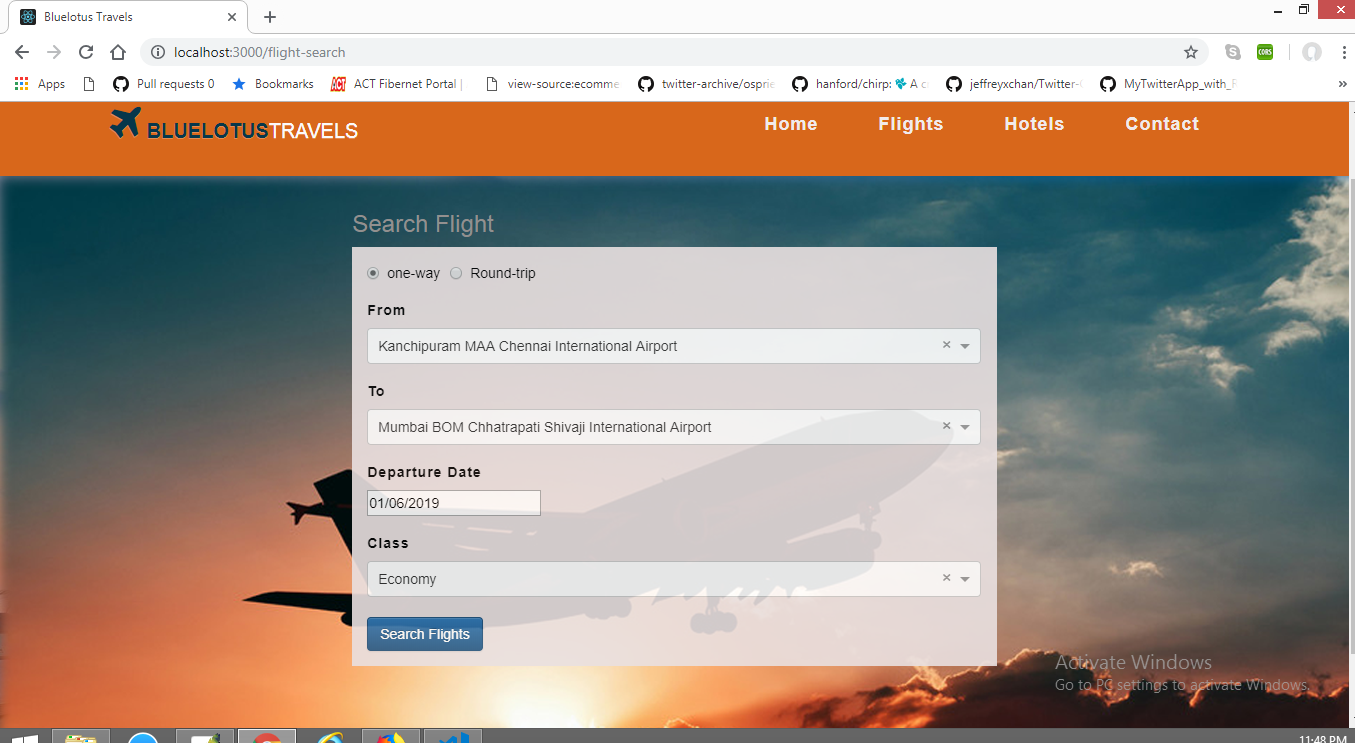 Bluelotus Travels
localhost:3000/flight-search
Apps Pull requests 0 Bookmarks ACT Fibernet Portal | view-source:ecomme twitter-archive/osprie hanford/chirp: A c jeffreyxchan/Twitter- MyTwitterApp_with_F »
BLUELOTUSTRAVELS Home Flights Hotels Contact
Search Flight
one-way Round-trip
From
Kanchipuram MAA Chennai International Airport
To
Mumbai BOM Chhatrapati Shivaji International Airport
Departure Date
01/06/2019
Class
Economy
Search Flights
Activate Windows
Go to PC settings to activate Windows.
11:48 PM